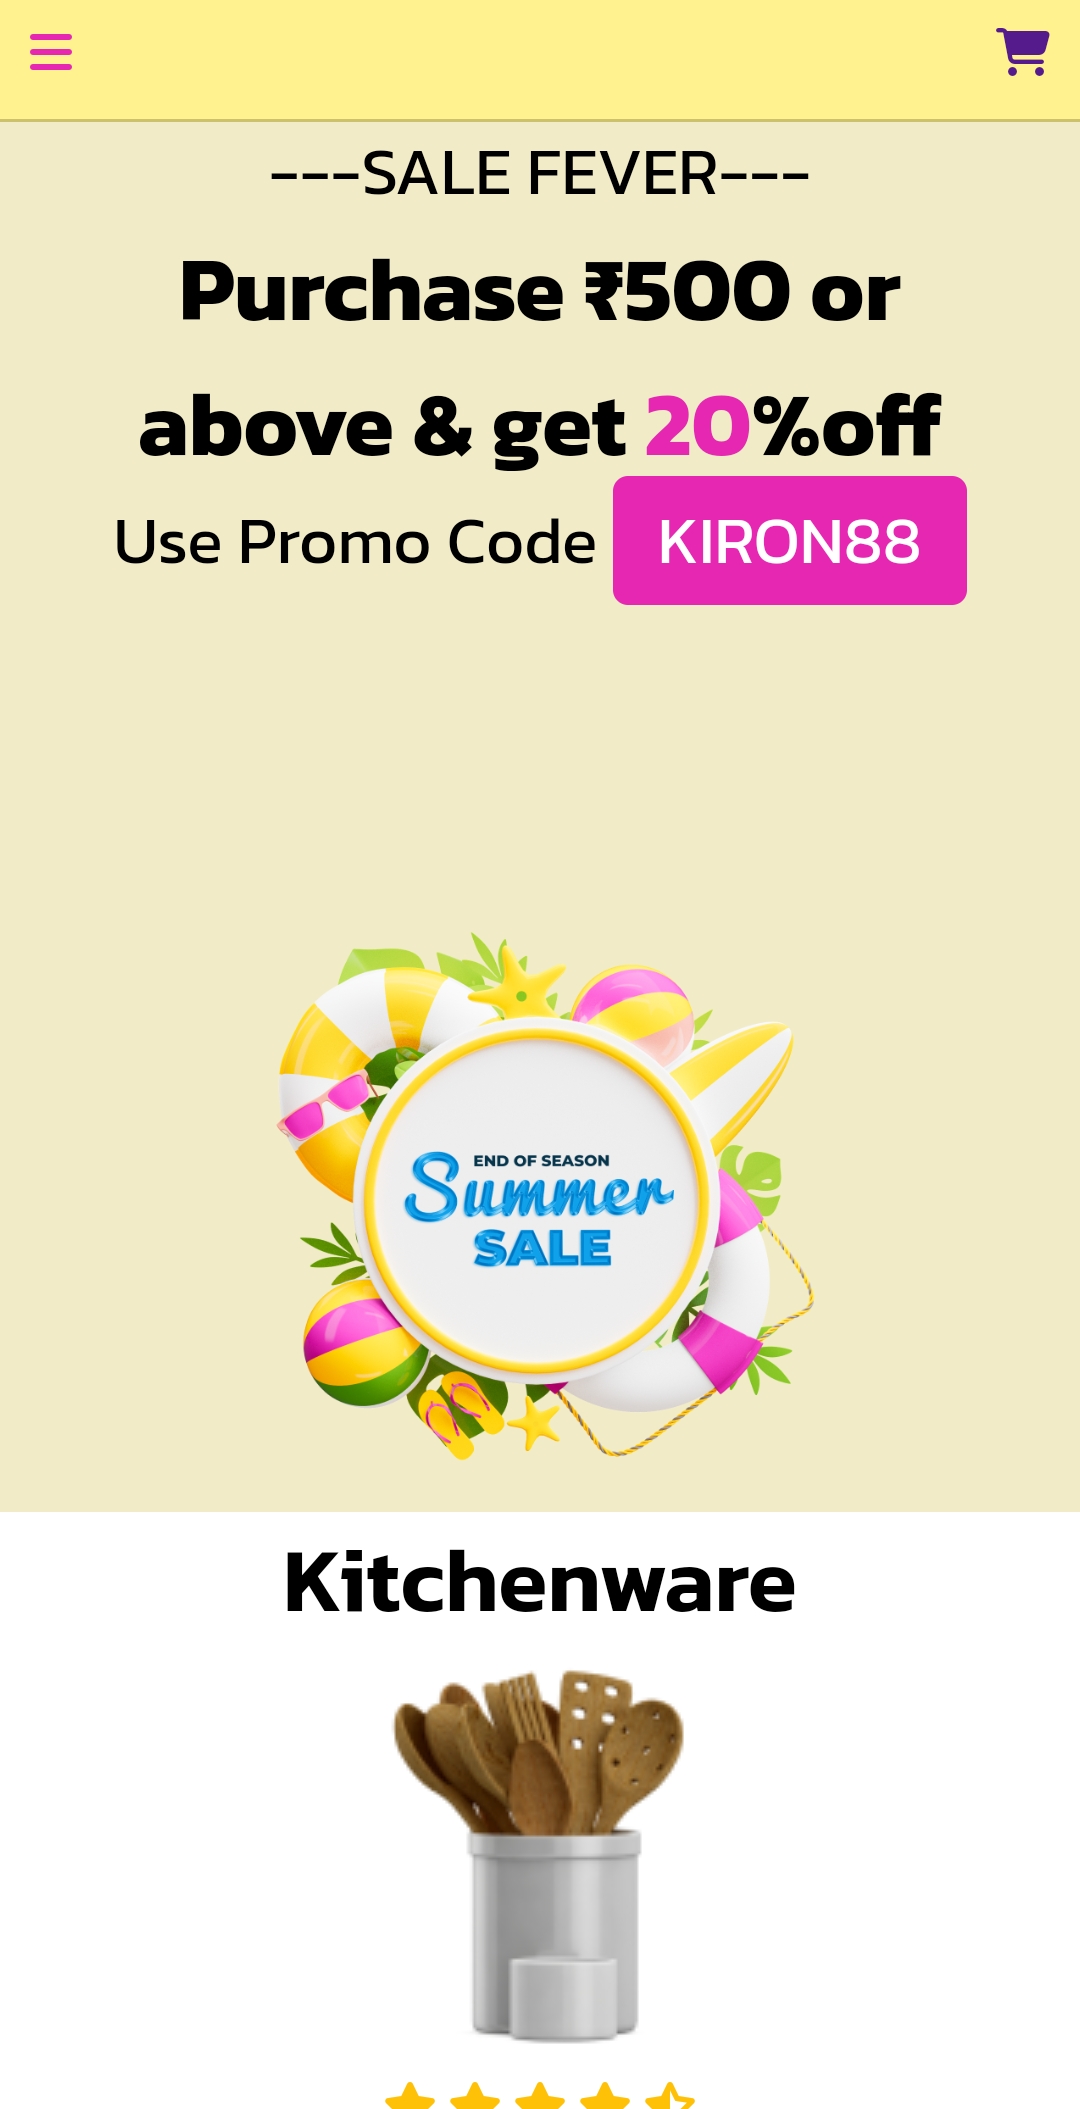 ---SALE FEVER---
Purchase ₹500 or
above & get 20%off
Use Promo Code KIRON88
END OF SEASON
Summer
SALE
Kitchenware